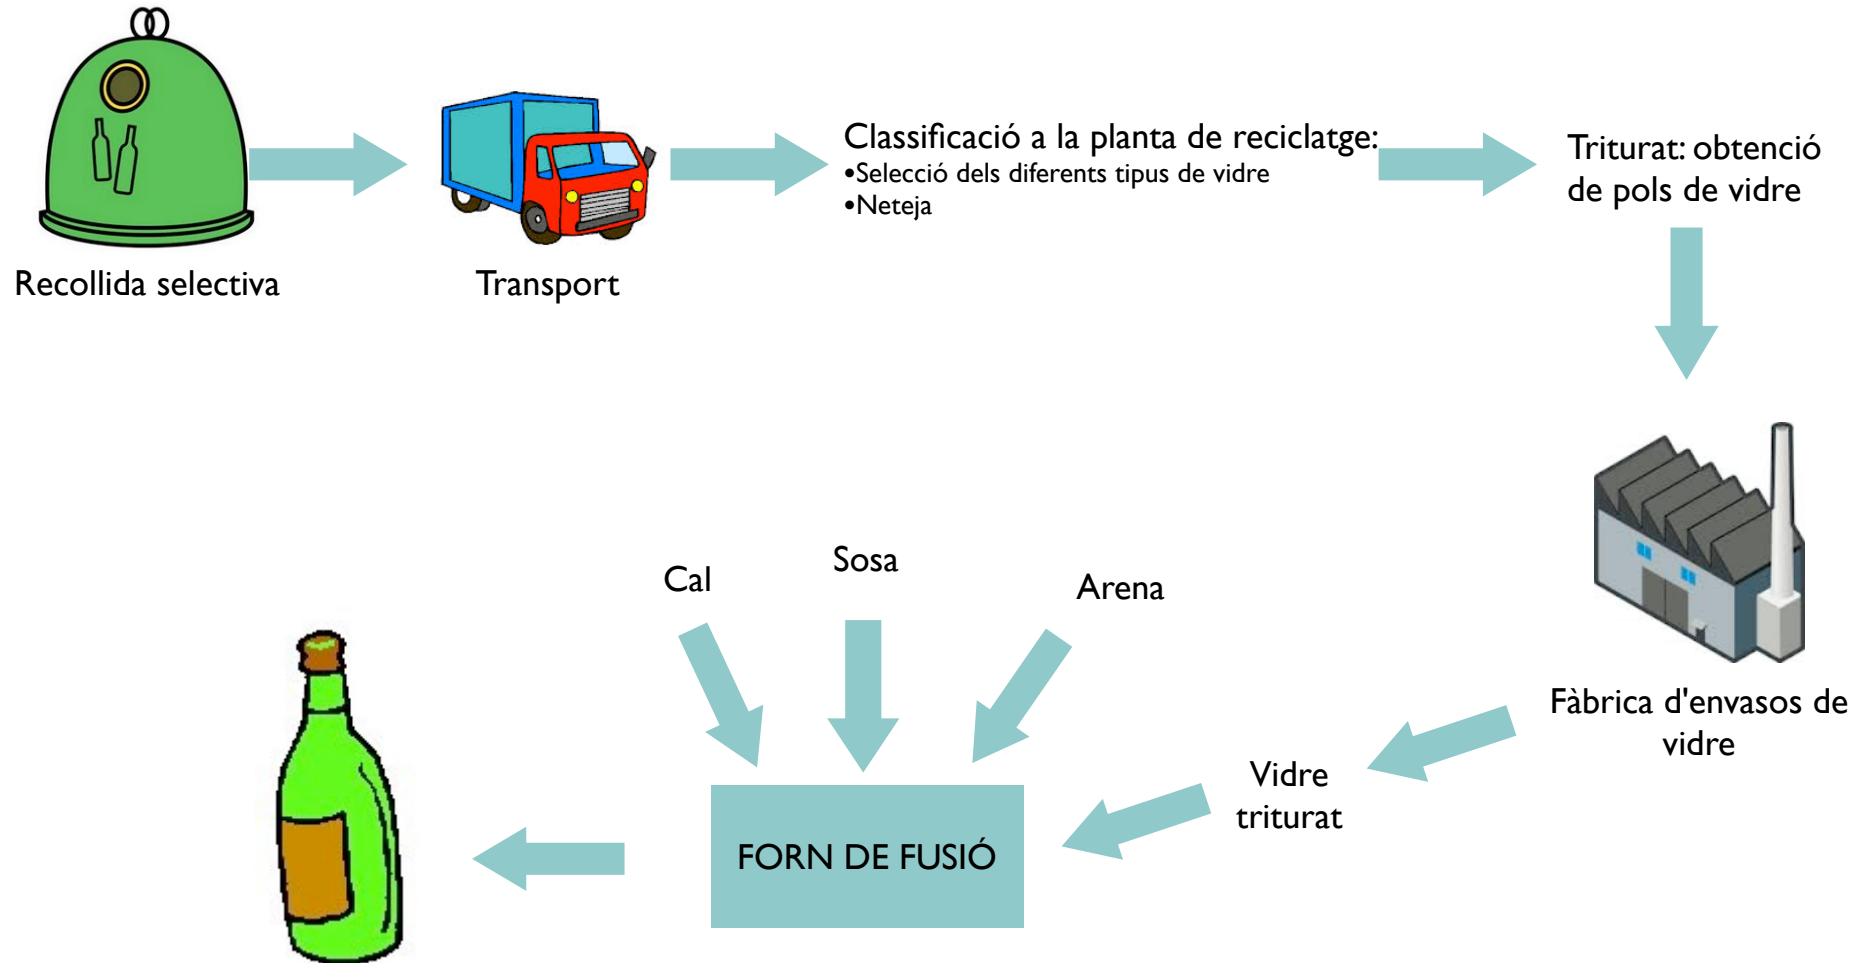 Recollida selectiva
Transport
Classificació a la planta de reciclatge:
•Selecció dels diferents tipus de vidre
•Neteja
Triturat: obtenció
de pols de vidre
Fàbrica d'envasos de
vidre
Vidre
triturat
Cal
Sosa
Arena
FORN DE FUSIÓ